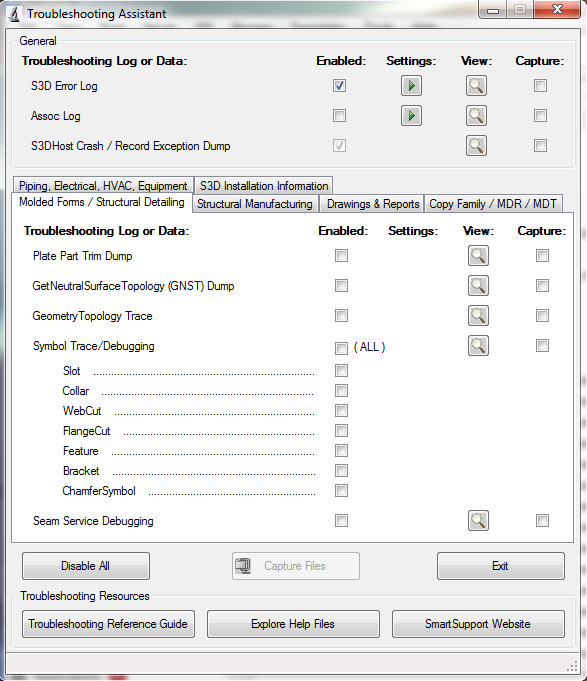 Troubleshooting Assistant
General
Troubleshooting Log or Data: Enabled: Settings: View: Capture:
S3D Error Log
Assoc Log
S3DHost Crash / Record Exception Dump
Piping, Electrical, HVAC, Equipment S3D Installation Information
Molded Forms / Structural Detailing Structural Manufacturing Drawings & Reports Copy Family / MDR / MDT
Troubleshooting Log or Data: Enabled: Settings: View: Capture:
Plate Part Trim Dump
GetNeutralSurfaceTopology (GNST) Dump
GeometryTopology Trace
Symbol Trace/Debugging ( ALL )
Slot
Collar
WebCut
FlangeCut
Feature
Bracket
ChamferSymbol
Seam Service Debugging
Disable All Capture Files Exit
Troubleshooting Resources
Troubleshooting Reference Guide Explore Help Files SmartSupport Website